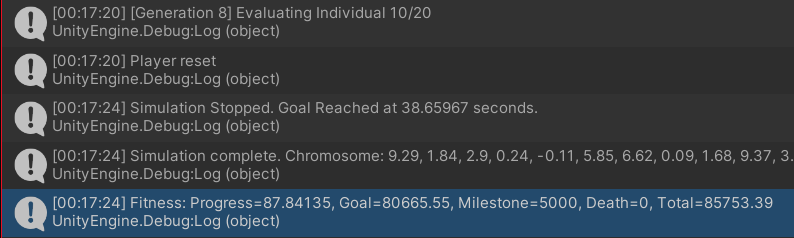 [00:17:20] [Generation 8] Evaluating Individual 10/20
UnityEngine.Debug:Log (object)
[00:17:20] Player reset
UnityEngine.Debug:Log (object)
[00:17:24] Simulation Stopped. Goal Reached at 38.65967 seconds.
UnityEngine.Debug:Log (object)
[00:17:24] Simulation complete. Chromosome: 9.29, 1.84, 2.9, 0.24, -0.11, 5.85, 6.62, 0.09, 1.68, 9.37, 3.
UnityEngine.Debug:Log (object)
[00:17:24] Fitness: Progress=87.84135, Goal=80665.55, Milestone=5000, Death=0, Total=85753.39
UnityEngine.Debug:Log (object)